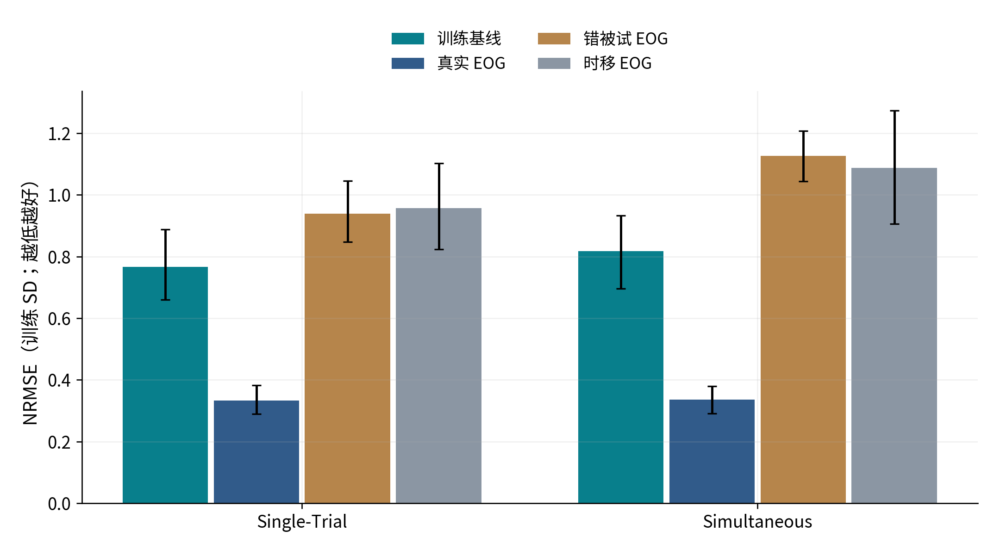 训练基线
真实 EOG
错被试 EOG
时移 EOG
NRMSE（训练 SD；越低越好）
1.2
1.0
0.8
0.6
0.4
0.2
0.0
Single-Trial
Simultaneous